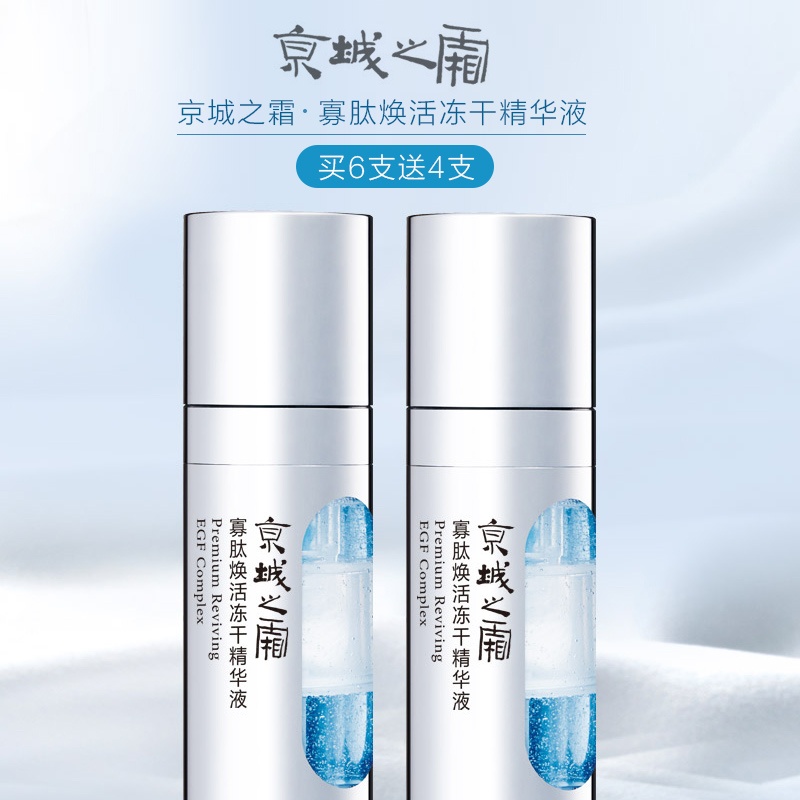 京城之霜
京城之霜·寡肽焕活冻干精华液
买6支送4支
京城之霜
寡肽焕活冻干精华液
Premium Reviving
EGF Complex
京城之霜
寡肽焕活冻干精华液
Premium Reviving
EGF Complex